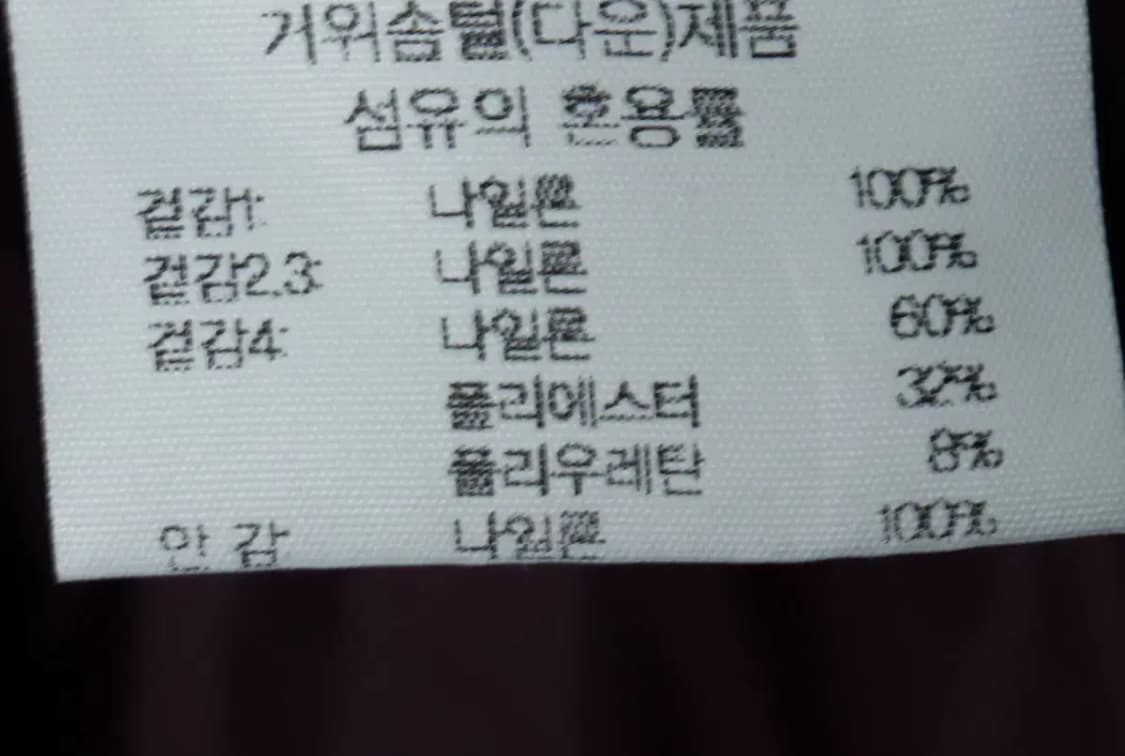 거위솜털(다운)제품
섬유의 혼용률
겉감1: 나일론 100%
겉감2.3: 나일론 100%
겉감4: 나일론 60%
폴리에스터 32%
폴리우레탄 8%
안 감 나일론 100%